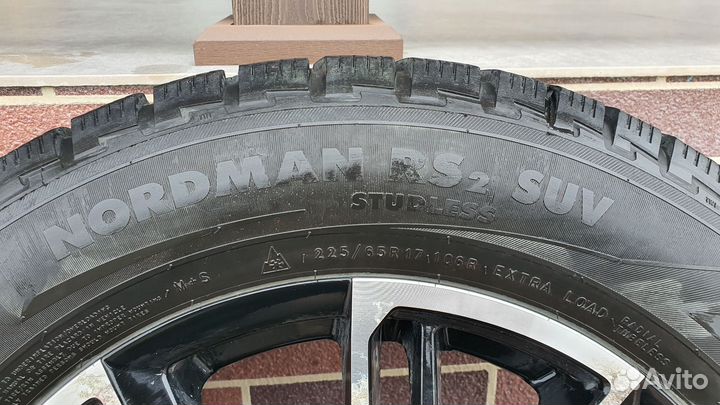 NORDMAN RS2 SUV
STUDLESS
M+S 225/65R17 106R EXTRA LOAD RADIAL
TUBELESS
Avito